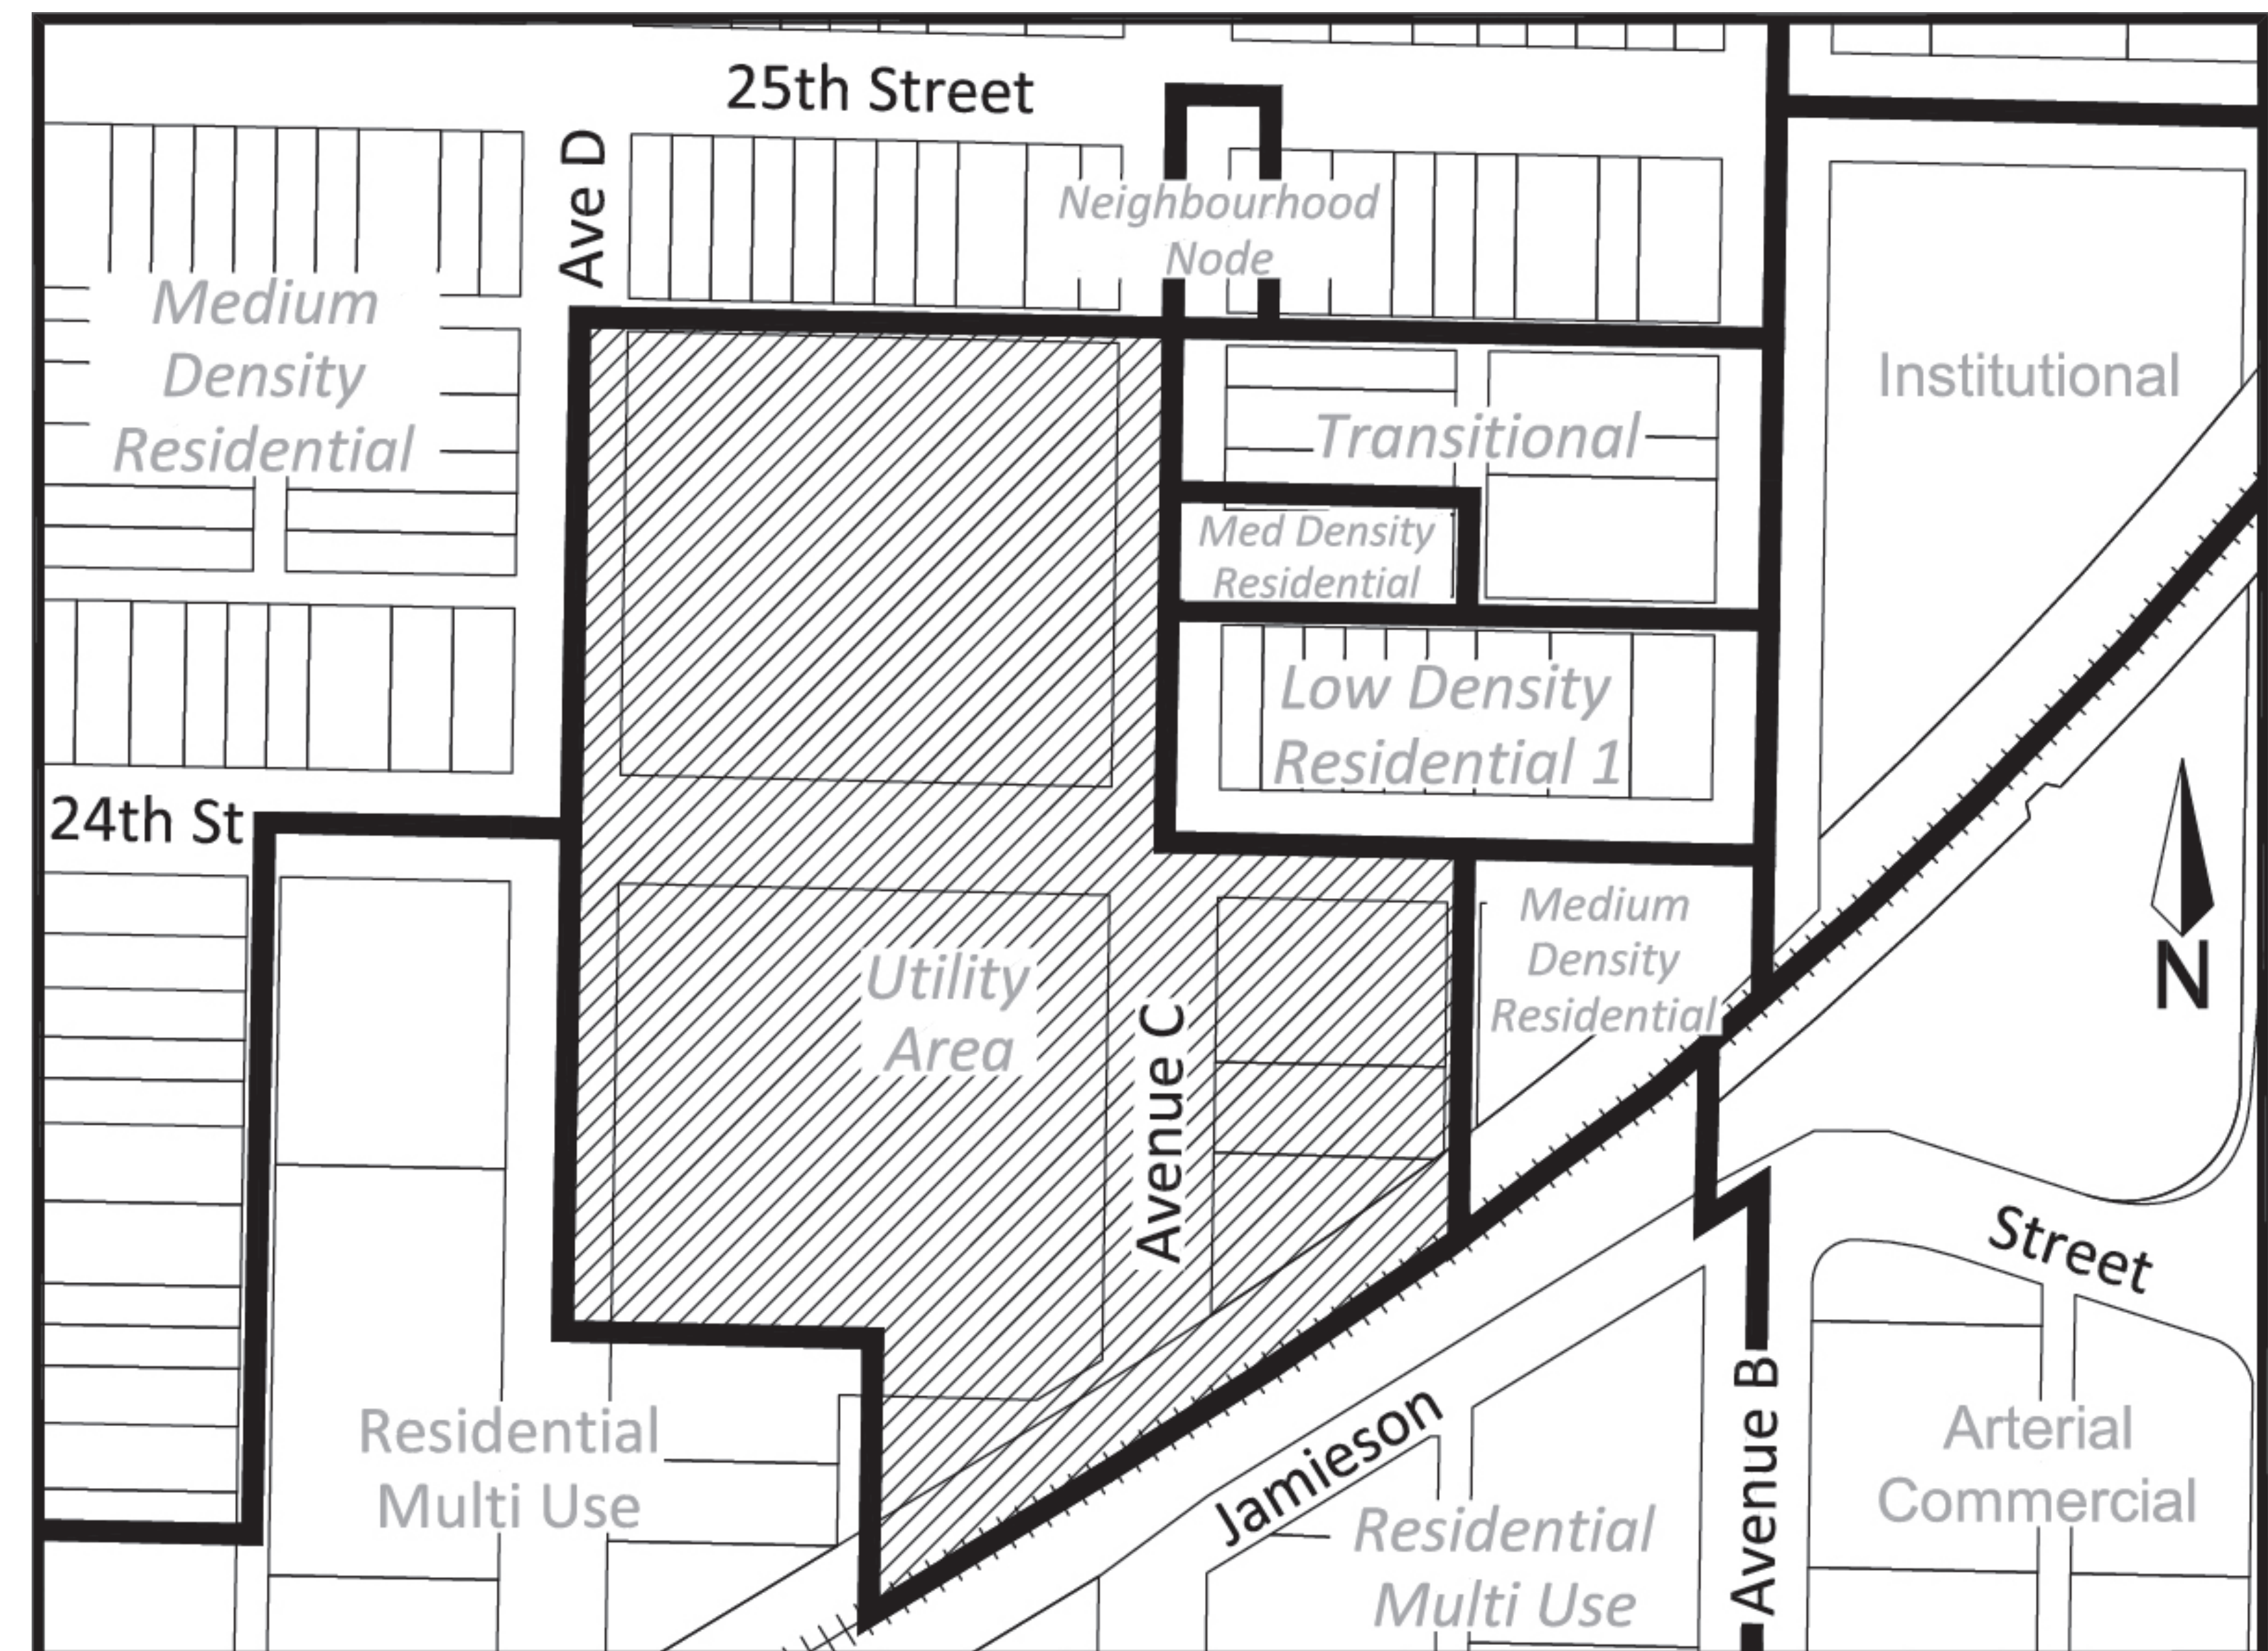 25th Street
Ave D
Neighbourhood
Node
Medium
Density
Residential
Institutional
Transitional
Med Density
Residential
Low Density
Residential 1
24th St
Medium
Density
Residential
Utility
Area
Avenue C
N
Street
Jamieson
Avenue B
Residential
Multi Use
Arterial
Commercial
Residential
Multi Use